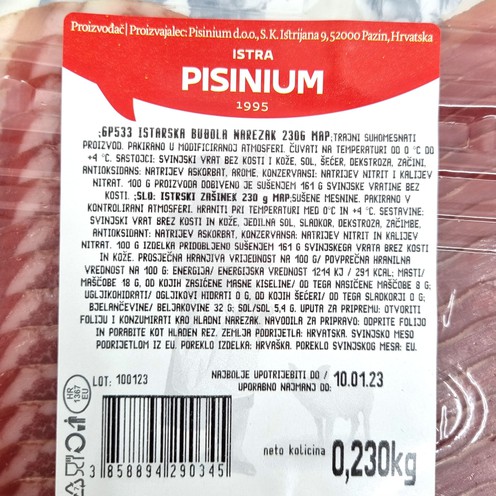 Proizvođač | Proizvajalec: Pisinium d.o.o., S. K. Istrijana 9, 52000 Pazin, Hrvatska
ISTRA
PISINIUM
1995
;GP533 ISTARSKA BUBOLA NAREZAK 230G MAP;TRAJNI SUHOMESNATI
PROIZVOD. PAKIRANO U MODIFICIRANOJ ATMOSFERI. ČUVATI NA TEMPERATURI OD 0 °C DO
+4 °C. SASTOJCI: SVINJSKI VRAT BEZ KOSTI I KOŽE, SOL, ŠEĆER, DEKSTROZA, ZAČINI,
ANTIOKSIDANS: NATRIJEV ASKORBAT, AROME, KONZERVANSI: NATRIJEV NITRIT I KALIJEV
NITRAT. 100 G PROIZVODA DOBIVENO JE SUŠENJEM 161 G SVINJSKE VRATINE BEZ
KOSTI. ;SLO: ISTRSKI ZAŠINEK 230 g MAP;SUŠENE MESNINE. PAKIRANO V
KONTROLIRANI ATMOSFERI. HRANITI PRI TEMPERATURI MED 0°C IN +4 °C. SESTAVINE:
SVINJSKI VRAT BREZ KOSTI IN KOŽE, JEDILNA SOL, SLADKOR, DEKSTROZA, ZAČIMBE,
ANTIOKSIDANT: NATRIJEV ASKORBAT, KONZERVANSA: NATRIJEV NITRIT IN KALIJEV
NITRAT. 100 G IZDELKA PRIDOBLJENO SUŠENJEM 161 G SVINJSKEGA VRATA BREZ KOSTI
IN KOŽE. PROSJEČNA HRANJIVA VRIJEDNOST NA 100 G/ POVPREČNA HRANILNA
VREDNOST NA 100 G: ENERGIJA/ ENERGIJSKA VREDNOST 1214 KJ / 291 KCAL; MASTI/
MAŠČOBE 18 G, OD KOJIH ZASIĆENE MASNE KISELINE/ OD TEGA NASIČENE MAŠČOBE 8 G;
UGLJIKOHIDRATI/ OGLJIKOVI HIDRATI 0 G, OD KOJIH ŠEĆERI/ OD TEGA SLADKORJI 0 G;
BJELANČEVINE/ BELJAKOVINE 32 G; SOL/SOL 5,4 G. UPUTA ZA PRIPREMU: OTVORITI
FOLIJU I KONZUMIRATI KAO HLADNI NAREZAK. NAVODILA ZA PRIPRAVO: ODPRITE FOLIJO
IN PORABITE KOT HLADEN REZ. ZEMLJA PODRIJETLA: HRVATSKA. SVINJSKO MESO
PODRIJETLOM IZ EU. POREKLO IZDELKA: HRVAŠKA. POREKLO SVINJSKEGA MESA: EU.
LOT: 100123
NAJBOLJE UPOTRIJEBITI DO /
UPORABNO NAJMANJ DO:
10.01.23
HR
1367
EU
neto kolicina
0,230kg
3 858894 290345